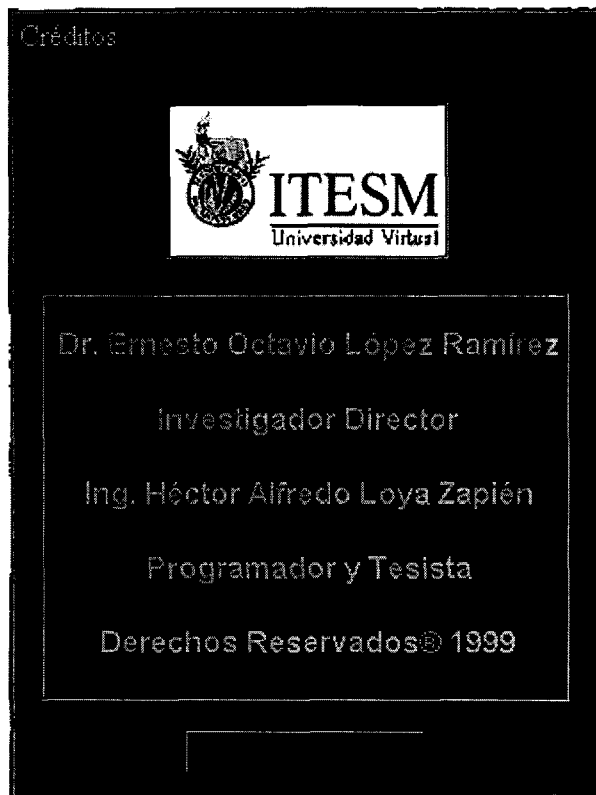 Créditos
ITESM
Universidad Virtual
Dr. Ernesto Octavio López Ramírez
Investigador Director
Ing. Héctor Alfredo Loya Zapién
Programador y Tesista
Derechos Reservados® 1999